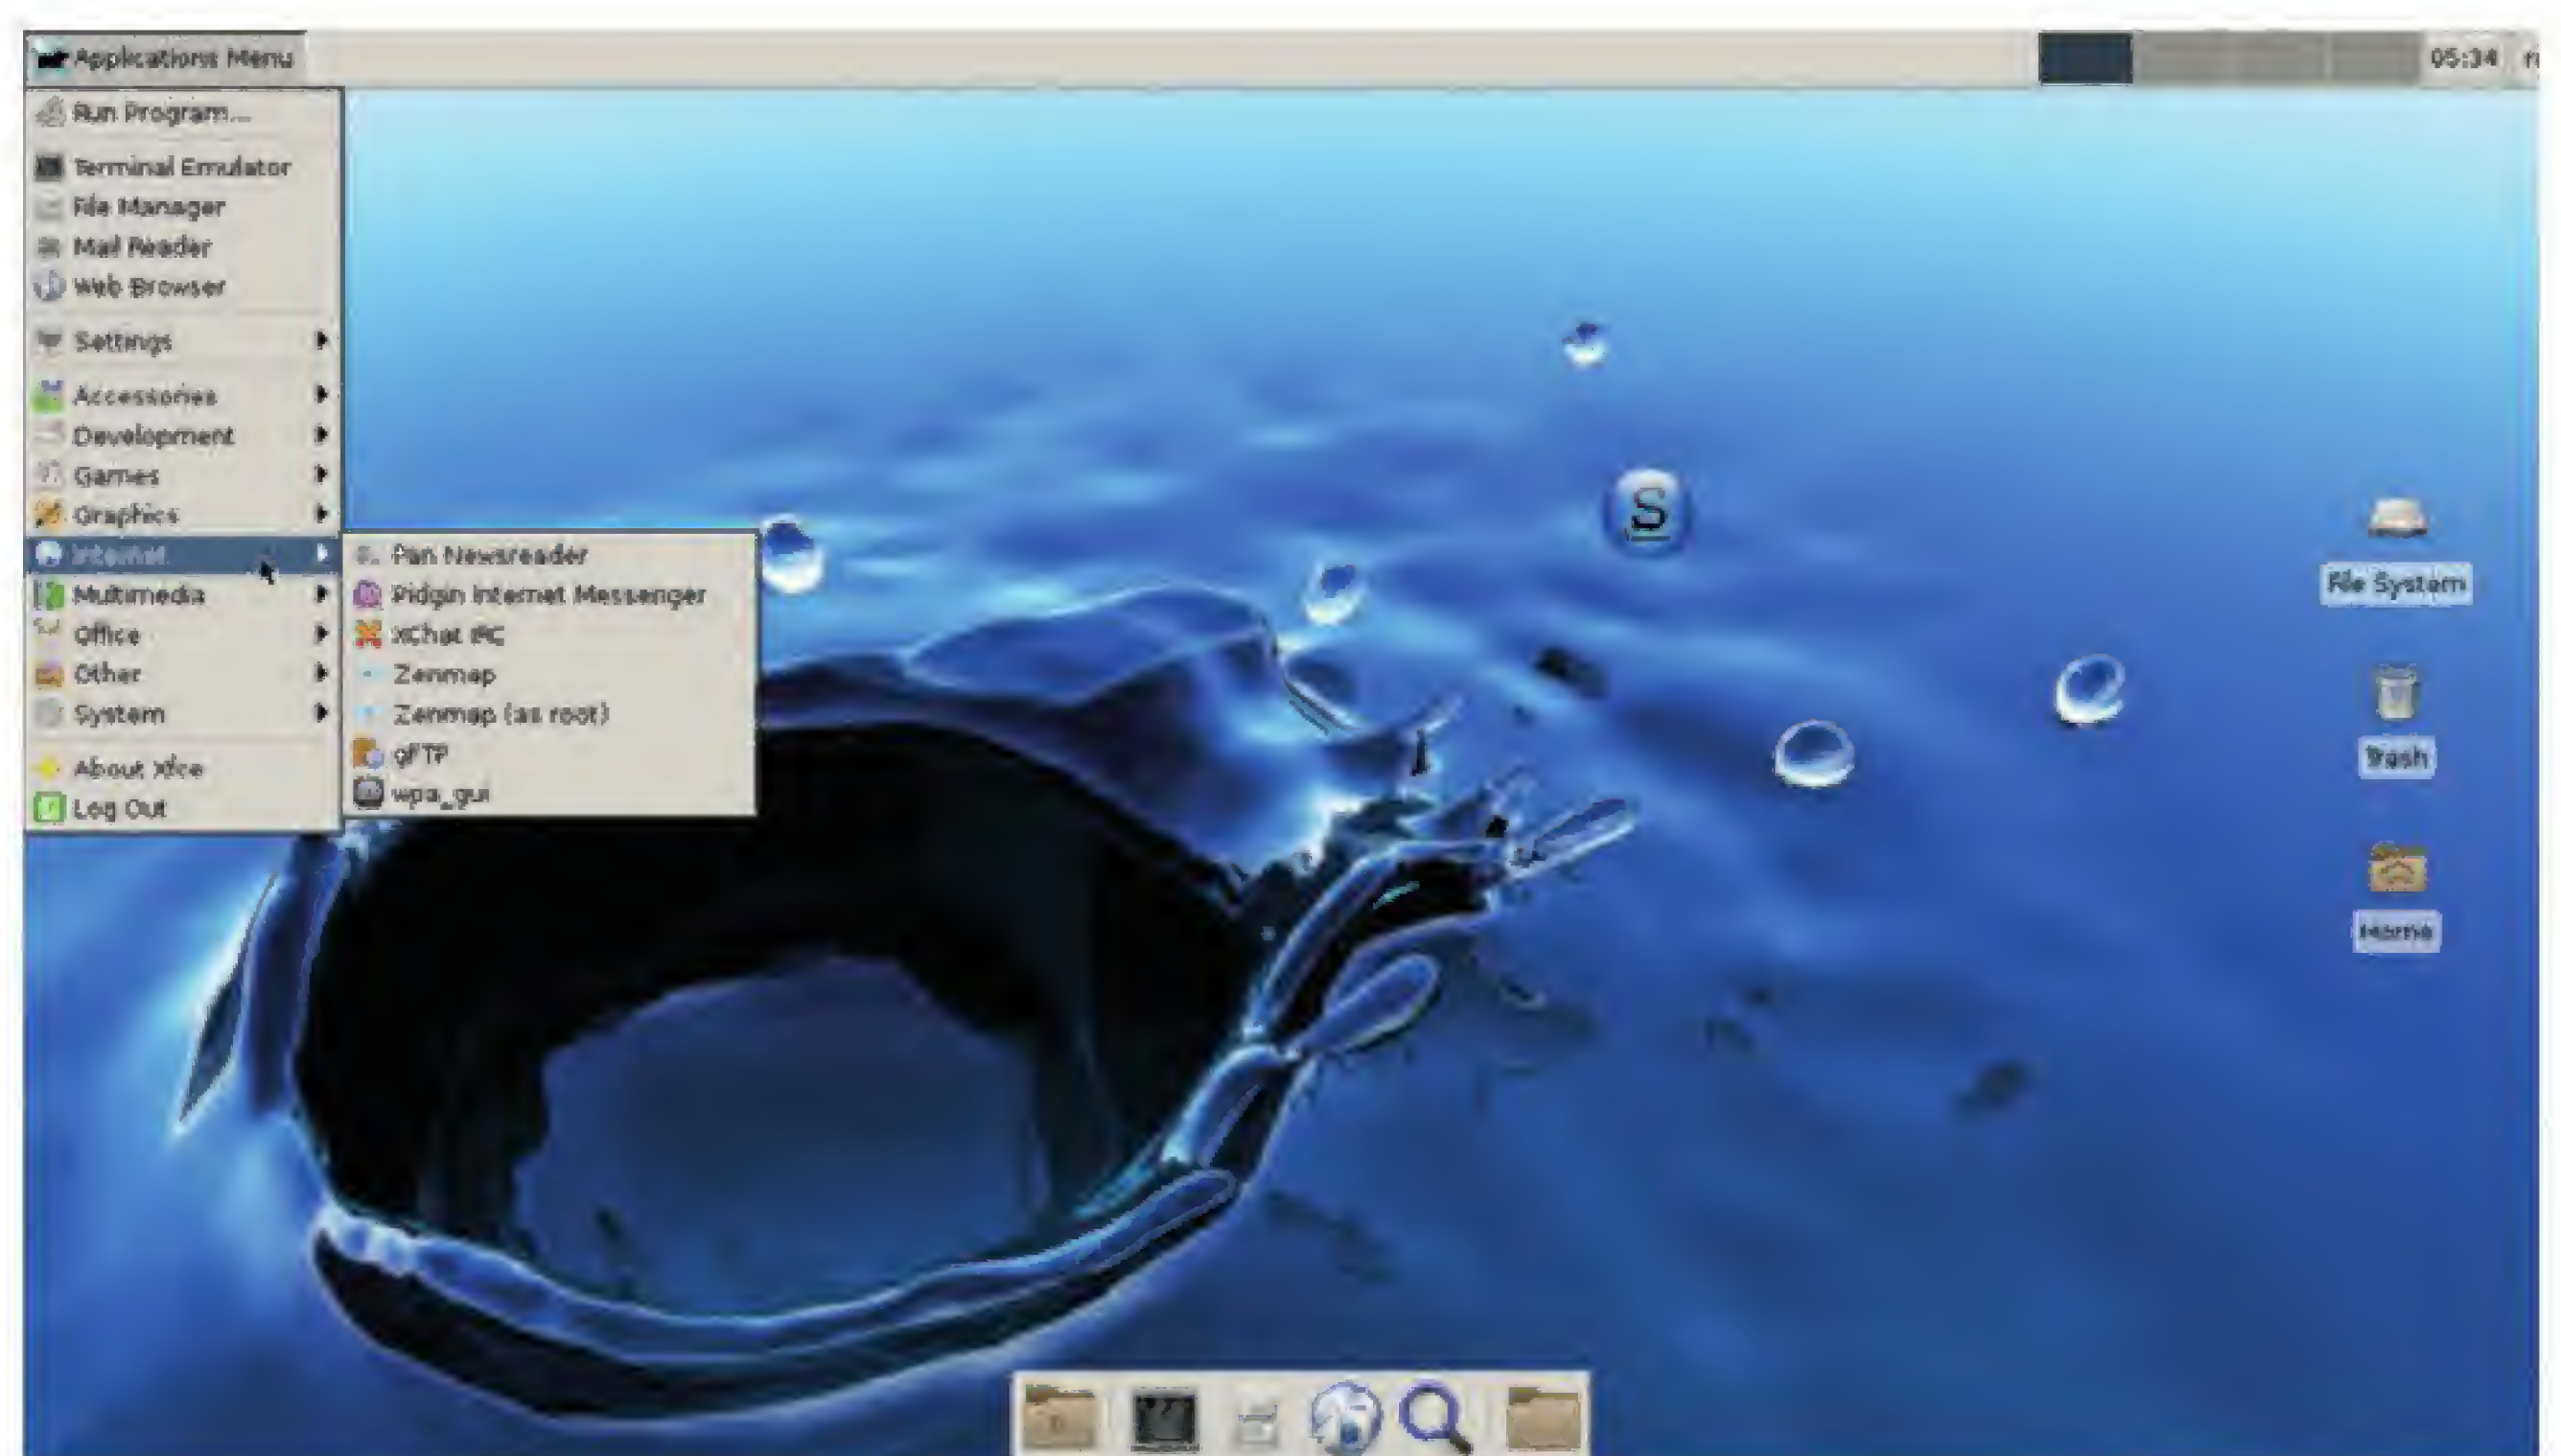 Applications Menu
05:34
Run Program...
Terminal Emulator
File Manager
Mail Reader
Web Browser
Settings
Accessories
Development
Games
Graphics
Internet
Multimedia
Office
Other
System
About Xfce
Log Out
Pan Newsreader
Pidgin Internet Messenger
XChat IRC
Zenmap
Zenmap (as root)
gFTP
wpa_gui
S
File System
Trash
Home